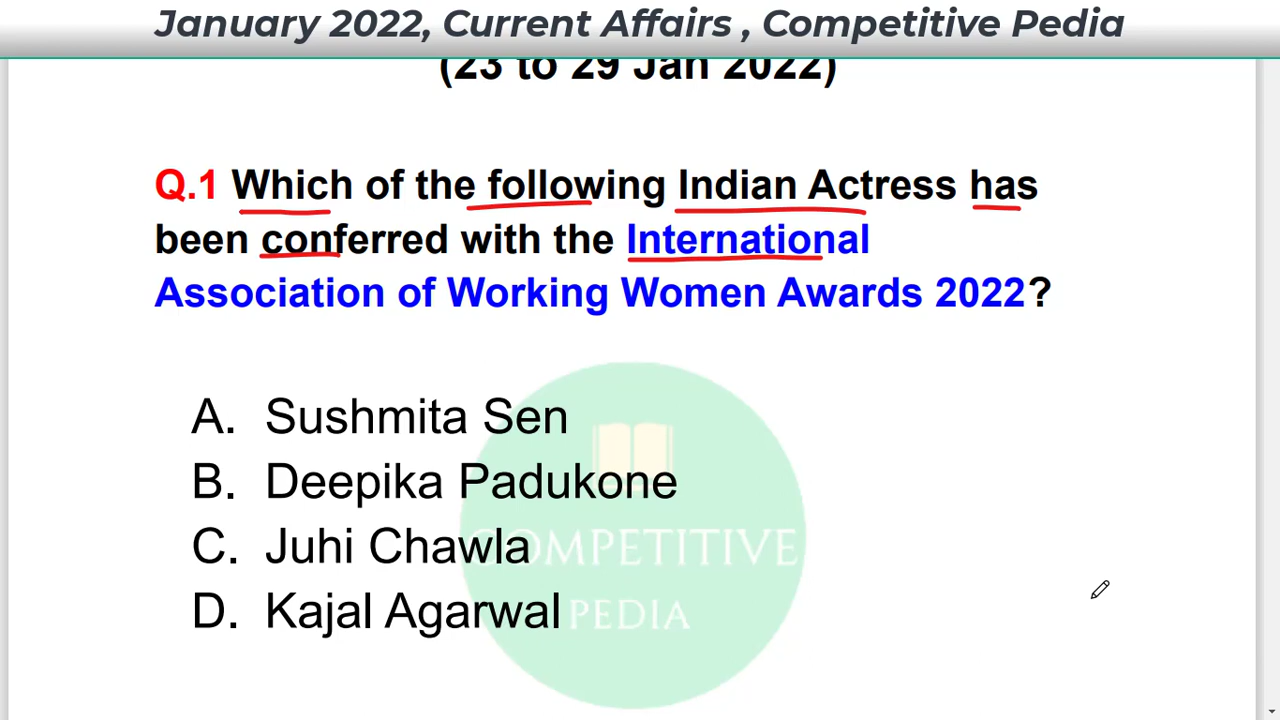 January 2022, Current Affairs , Competitive Pedia
(23 to 29 Jan 2022)
Q.1 Which of the following Indian Actress has
been conferred with the International
Association of Working Women Awards 2022?
A. Sushmita Sen
B. Deepika Padukone
C. Juhi Chawla
D. Kajal Agarwal
COMPETITIVE
PEDIA